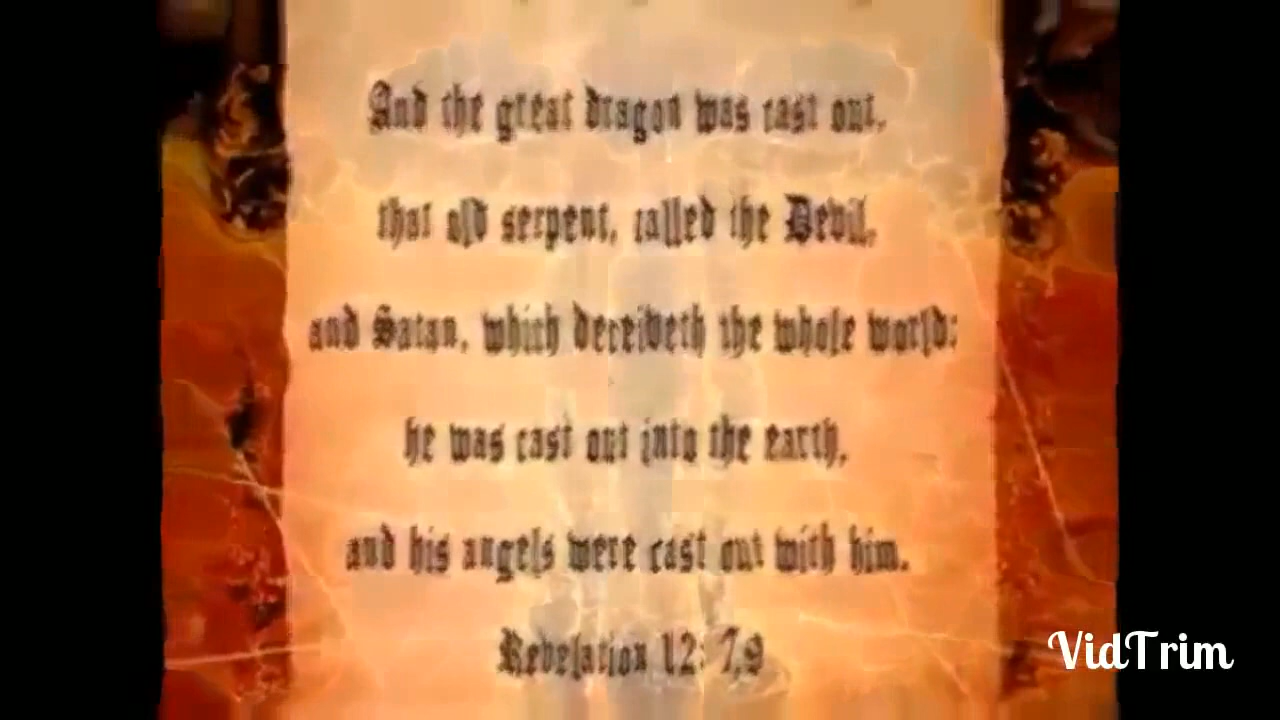 And the great dragon was cast out,
that old serpent, called the Devil,
and Satan, which deceiveth the whole world:
he was cast out into the earth,
and his angels were cast out with him.
Revelation 12: 7,9
VidTrim